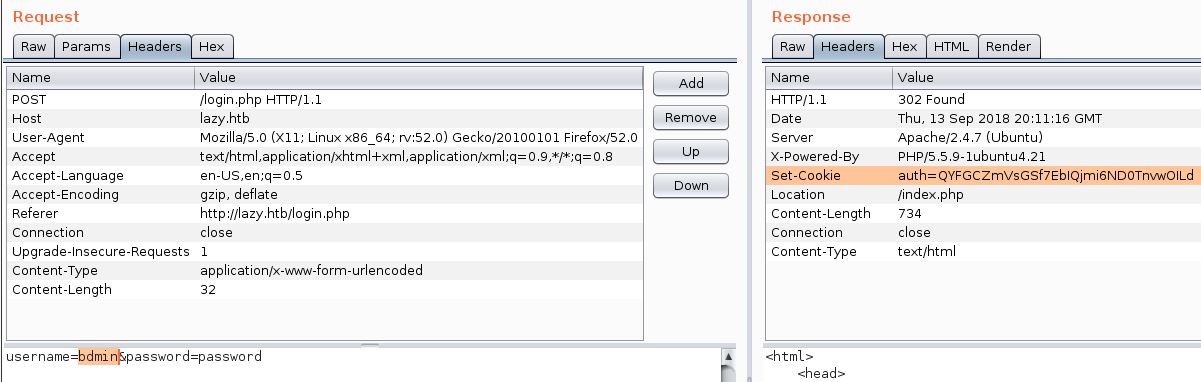 Request
Raw Params Headers Hex
Name Value
POST /login.php HTTP/1.1
Host lazy.htb
User-Agent Mozilla/5.0 (X11; Linux x86_64; rv:52.0) Gecko/20100101 Firefox/52.0
Accept text/html,application/xhtml+xml,application/xml;q=0.9,*/*;q=0.8
Accept-Language en-US,en;q=0.5
Accept-Encoding gzip, deflate
Referer http://lazy.htb/login.php
Connection close
Upgrade-Insecure-Requests 1
Content-Type application/x-www-form-urlencoded
Content-Length 32
Add
Remove
Up
Down
username=bdmin&password=password
Response
Raw Headers Hex HTML Render
Name Value
HTTP/1.1 302 Found
Date Thu, 13 Sep 2018 20:11:16 GMT
Server Apache/2.4.7 (Ubuntu)
X-Powered-By PHP/5.5.9-1ubuntu4.21
Set-Cookie auth=QYFGCZmVsGSf7EbIQjmi6ND0TnvwOILd
Location /index.php
Content-Length 734
Connection close
Content-Type text/html
<html>
<head>